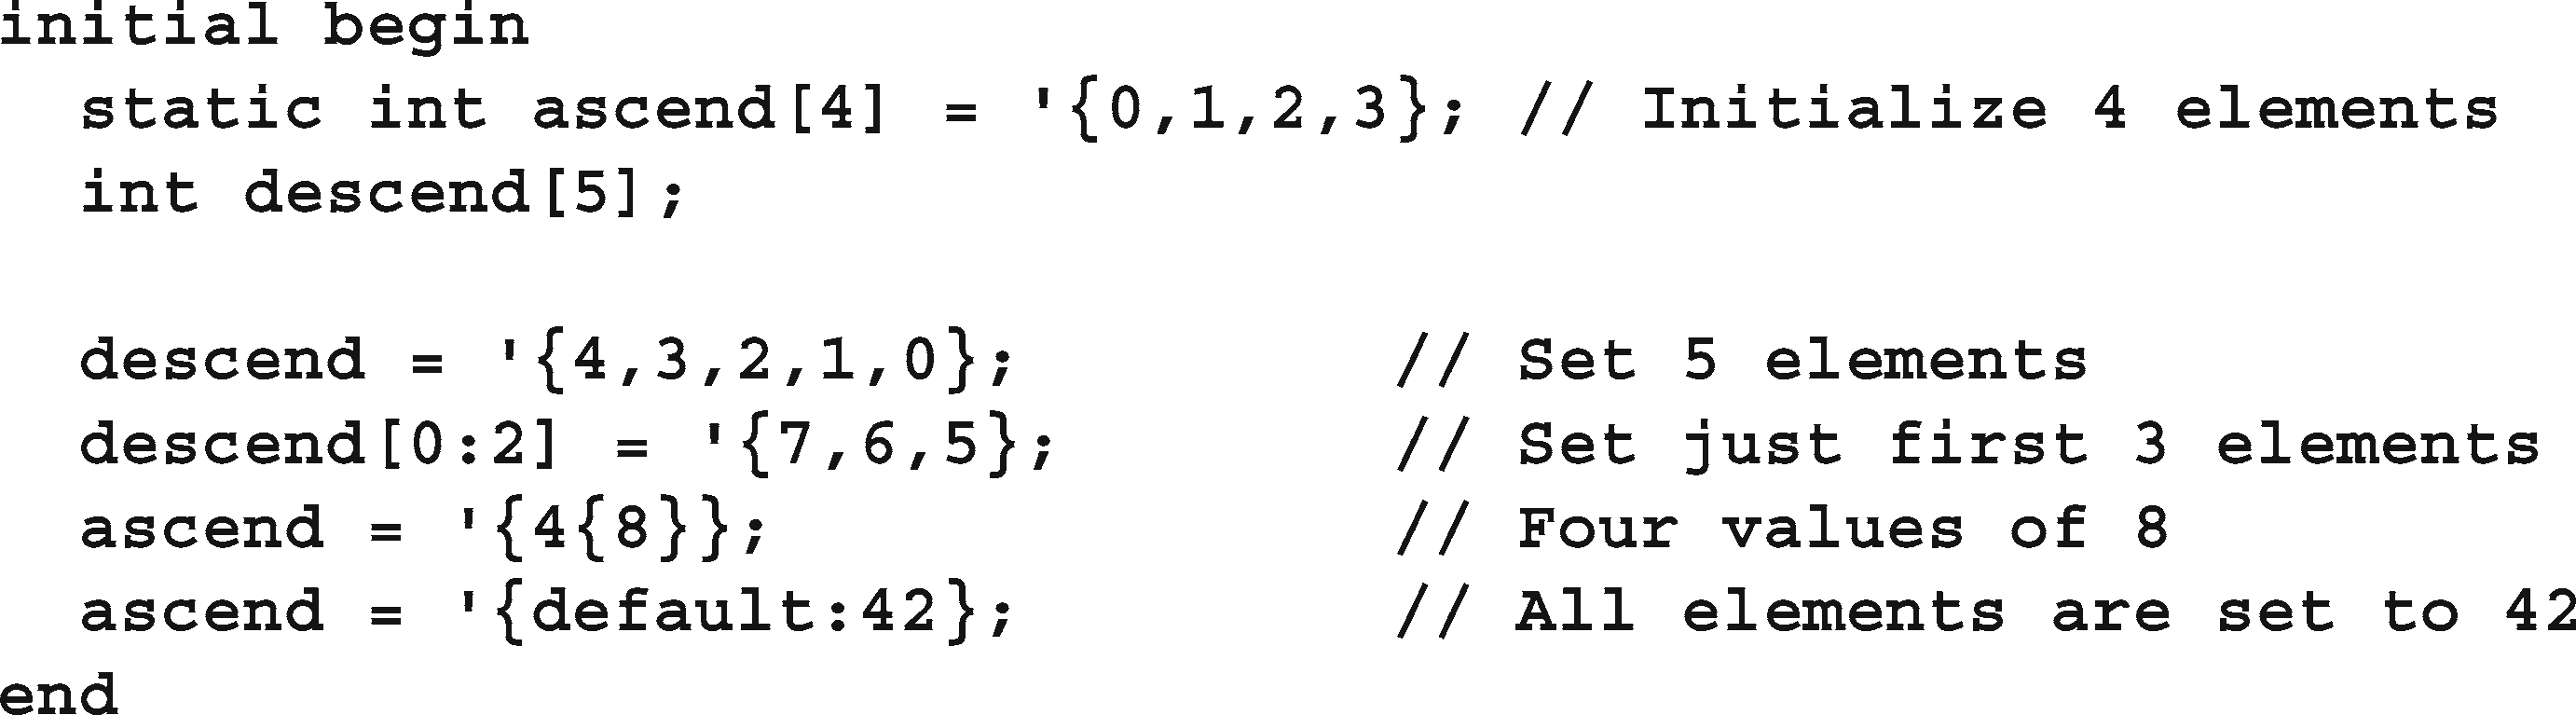 initial begin
  static int ascend[4] = '{0,1,2,3}; // Initialize 4 elements
  int descend[5];

  descend = '{4,3,2,1,0};         // Set 5 elements
  descend[0:2] = '{7,6,5};        // Set just first 3 elements
  ascend = '{4{8}};               // Four values of 8
  ascend = '{default:42};         // All elements are set to 42
end